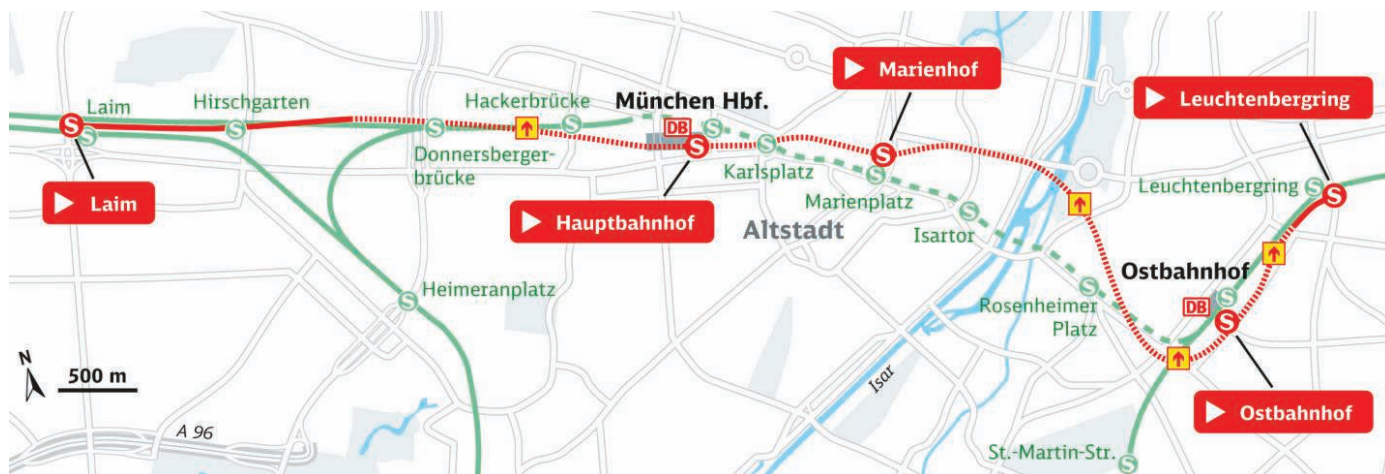 Laim
Hirschgarten
Donnersberger-
brücke
Hackerbrücke
München Hbf.
DB
S
Karlsplatz
Marienplatz
Isartor
Rosenheimer
Platz
Leuchtenbergring
Ostbahnhof
DB
St.-Martin-Str.
Heimeranplatz
Altstadt
Isar
A 96
N
500 m
Laim
Hauptbahnhof
Marienhof
Leuchtenbergring
Ostbahnhof